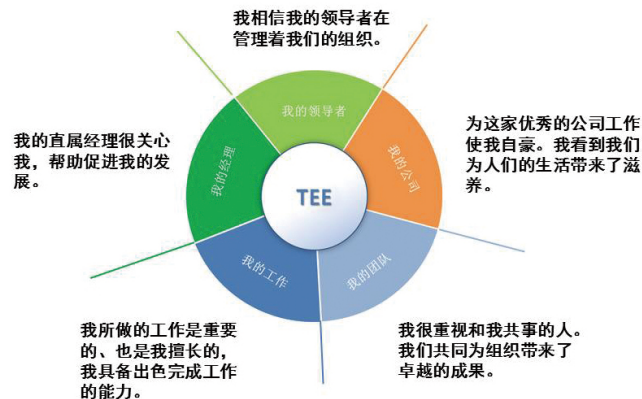 我相信我的领导者在
管理着我们的组织。
我的领导者
我的直属经理很关心
我，帮助促进我的发
展。
我的经理
TEE
我的公司
为这家优秀的公司工作
使我自豪。我看到我们
为人们的生活带来了滋
养。
我的工作
我的团队
我所做的工作是重要
的、也是我擅长的，
我具备出色完成工作
的能力。
我很重视和我共事的人。
我们共同为组织带来了
卓越的成果。